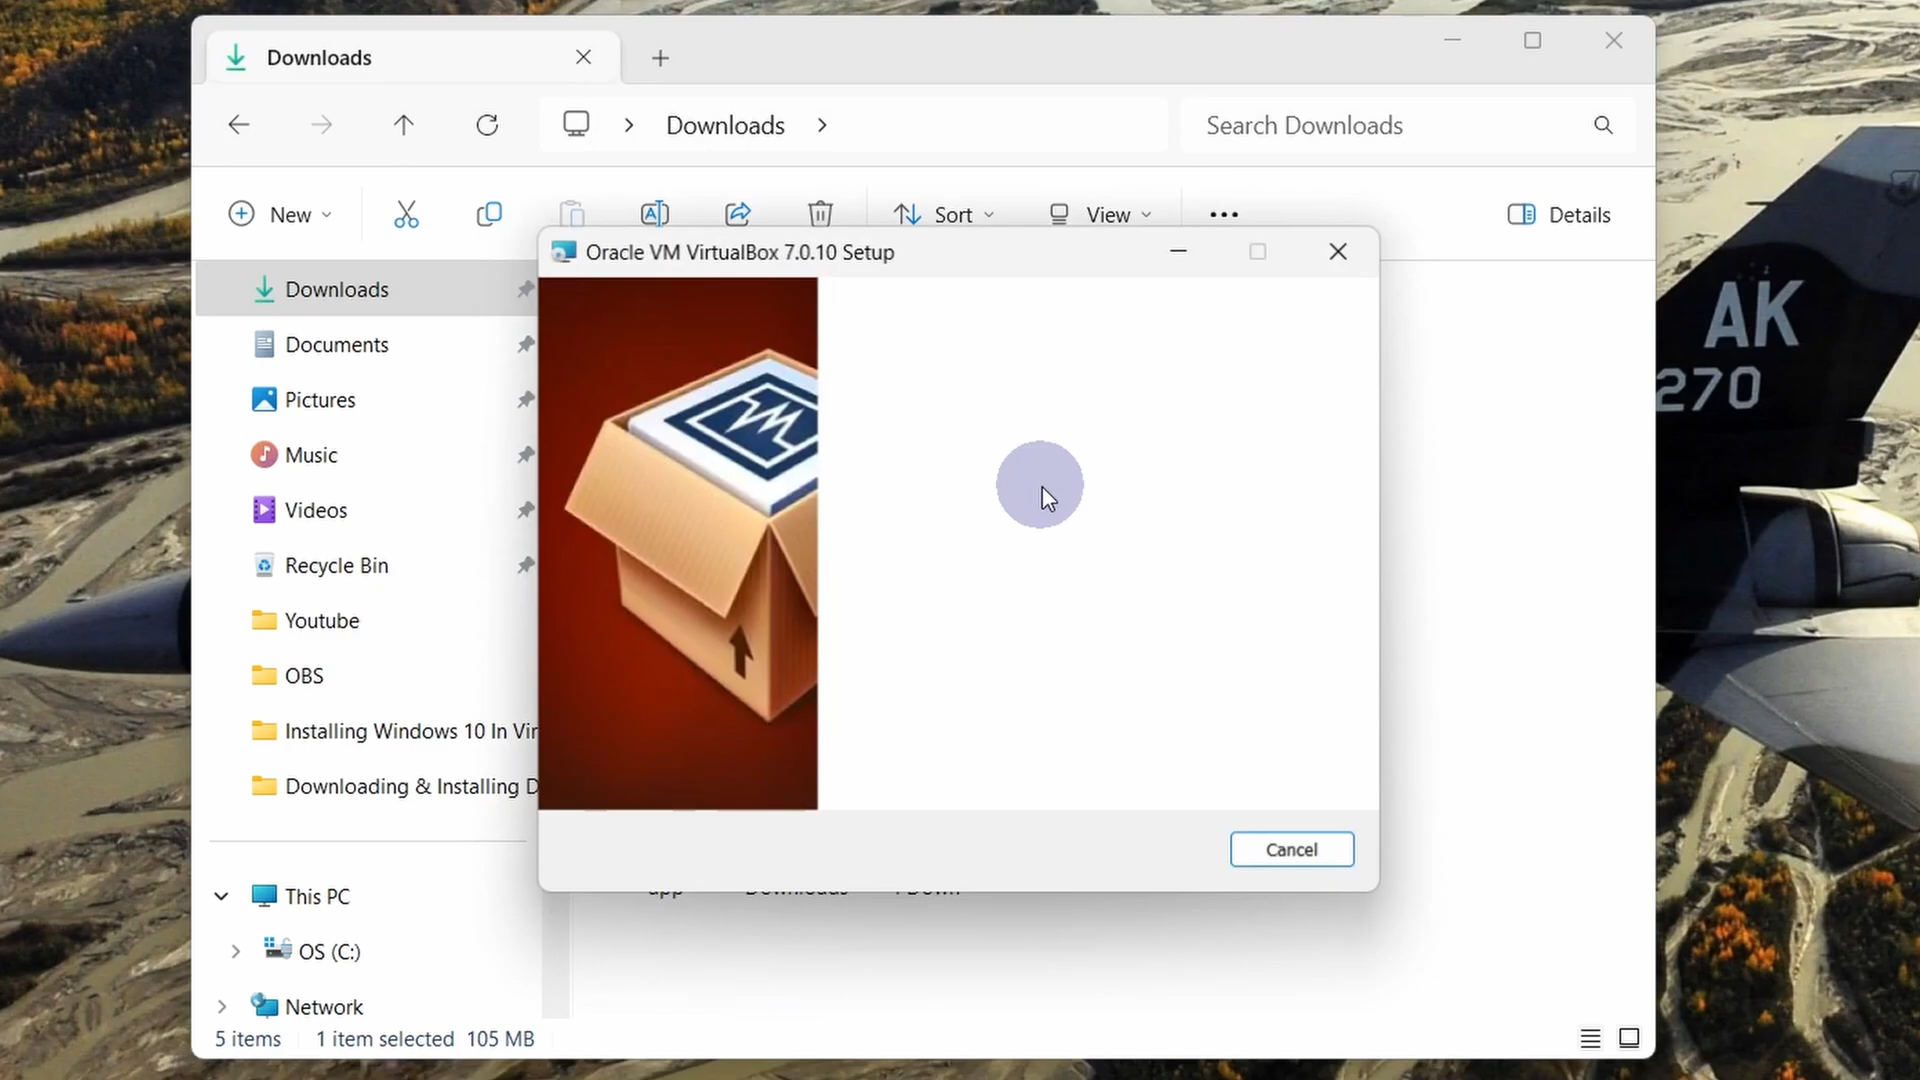 Downloads
Downloads
Search Downloads
New
Sort
View
Details
Oracle VM VirtualBox 7.0.10 Setup
Downloads
Documents
Pictures
Music
Videos
Recycle Bin
Youtube
OBS
Installing Windows 10 In Vir
Downloading & Installing D
Cancel
This PC
OS (C:)
Network
5 items
1 item selected 105 MB
AK
270